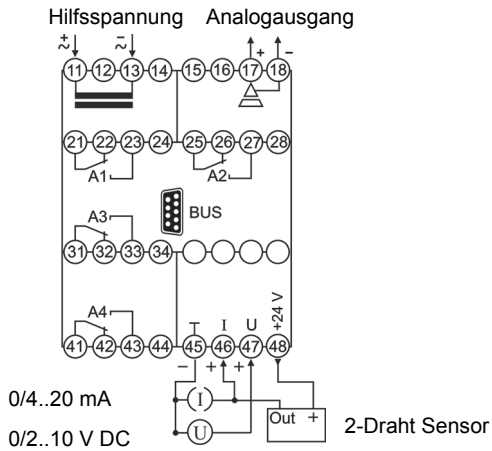 Hilfsspannung Analogausgang
~+ ~− + −
11 12 13 14 15 16 17 18
21 22 23 24 25 26 27 28
A1 A2
A3 BUS
31 32 33 34
A4 T I U +24 V
41 42 43 44 45 46 47 48
− + +
0/4..20 mA I Out + 2-Draht Sensor
0/2..10 V DC U